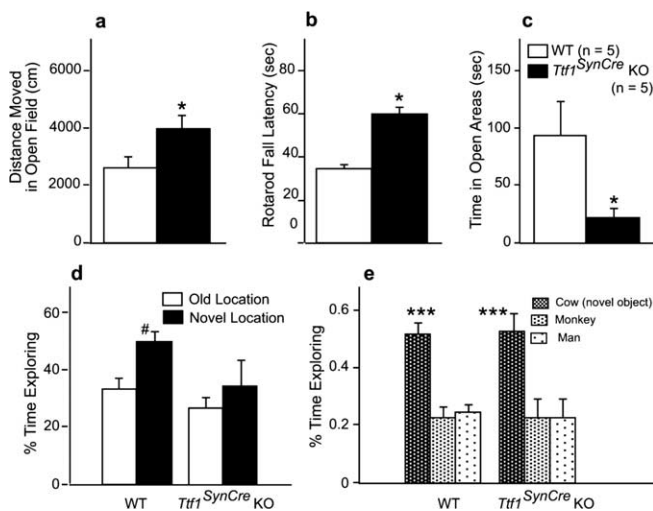 a
Distance Moved
in Open Field (cm)
6000
4000
2000
0
*
b
Rotarod Fall Latency (sec)
80
60
40
20
0
*
c
Time in Open Areas (sec)
150
100
50
0
WT (n = 5)
Ttf1SynCre KO
(n = 5)
*
d
% Time Exploring
60
40
20
0
Old Location
Novel Location
#
WT
Ttf1SynCre KO
e
% Time Exploring
0.6
0.4
0.2
0
*** ***
Cow (novel object)
Monkey
Man
WT
Ttf1SynCre KO